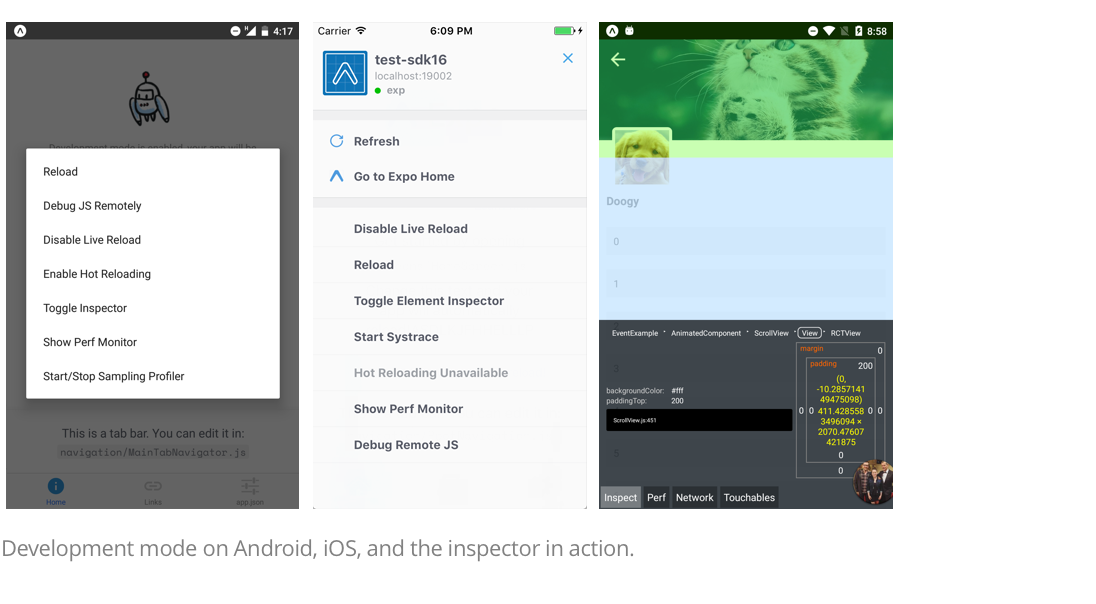 4:17
Development mode is enabled, your app will be
Reload
Debug JS Remotely
Disable Live Reload
Enable Hot Reloading
Toggle Inspector
Show Perf Monitor
Start/Stop Sampling Profiler
This is a tab bar. You can edit it in:
navigation/MainTabNavigator.js
Home Links app.json
Carrier 6:09 PM
test-sdk16
localhost:19002
exp
Refresh
Go to Expo Home
Disable Live Reload
Reload
Toggle Element Inspector
Start Systrace
Hot Reloading Unavailable
Show Perf Monitor
Debug Remote JS
8:58
Doogy
0
1
EventExample AnimatedComponent ScrollView View RCTView
margin 0
padding 200
backgroundColor: #fff
paddingTop: 200
ScrollView.js:451
(0,
-10.2857141
49475098)
0 0 411.428558 0 0
3496094 ×
2070.47607
421875
0
0
5
Inspect Perf Network Touchables
Development mode on Android, iOS, and the inspector in action.